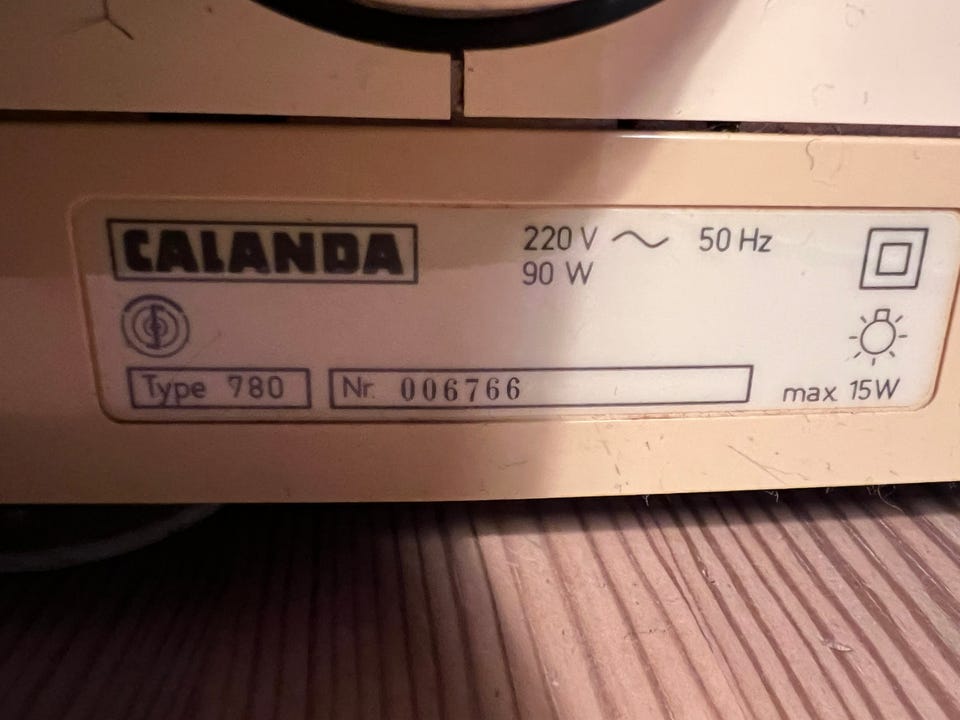 CALANDA
220 V ~ 50 Hz
90 W
Type 780
Nr. 006766
max. 15W